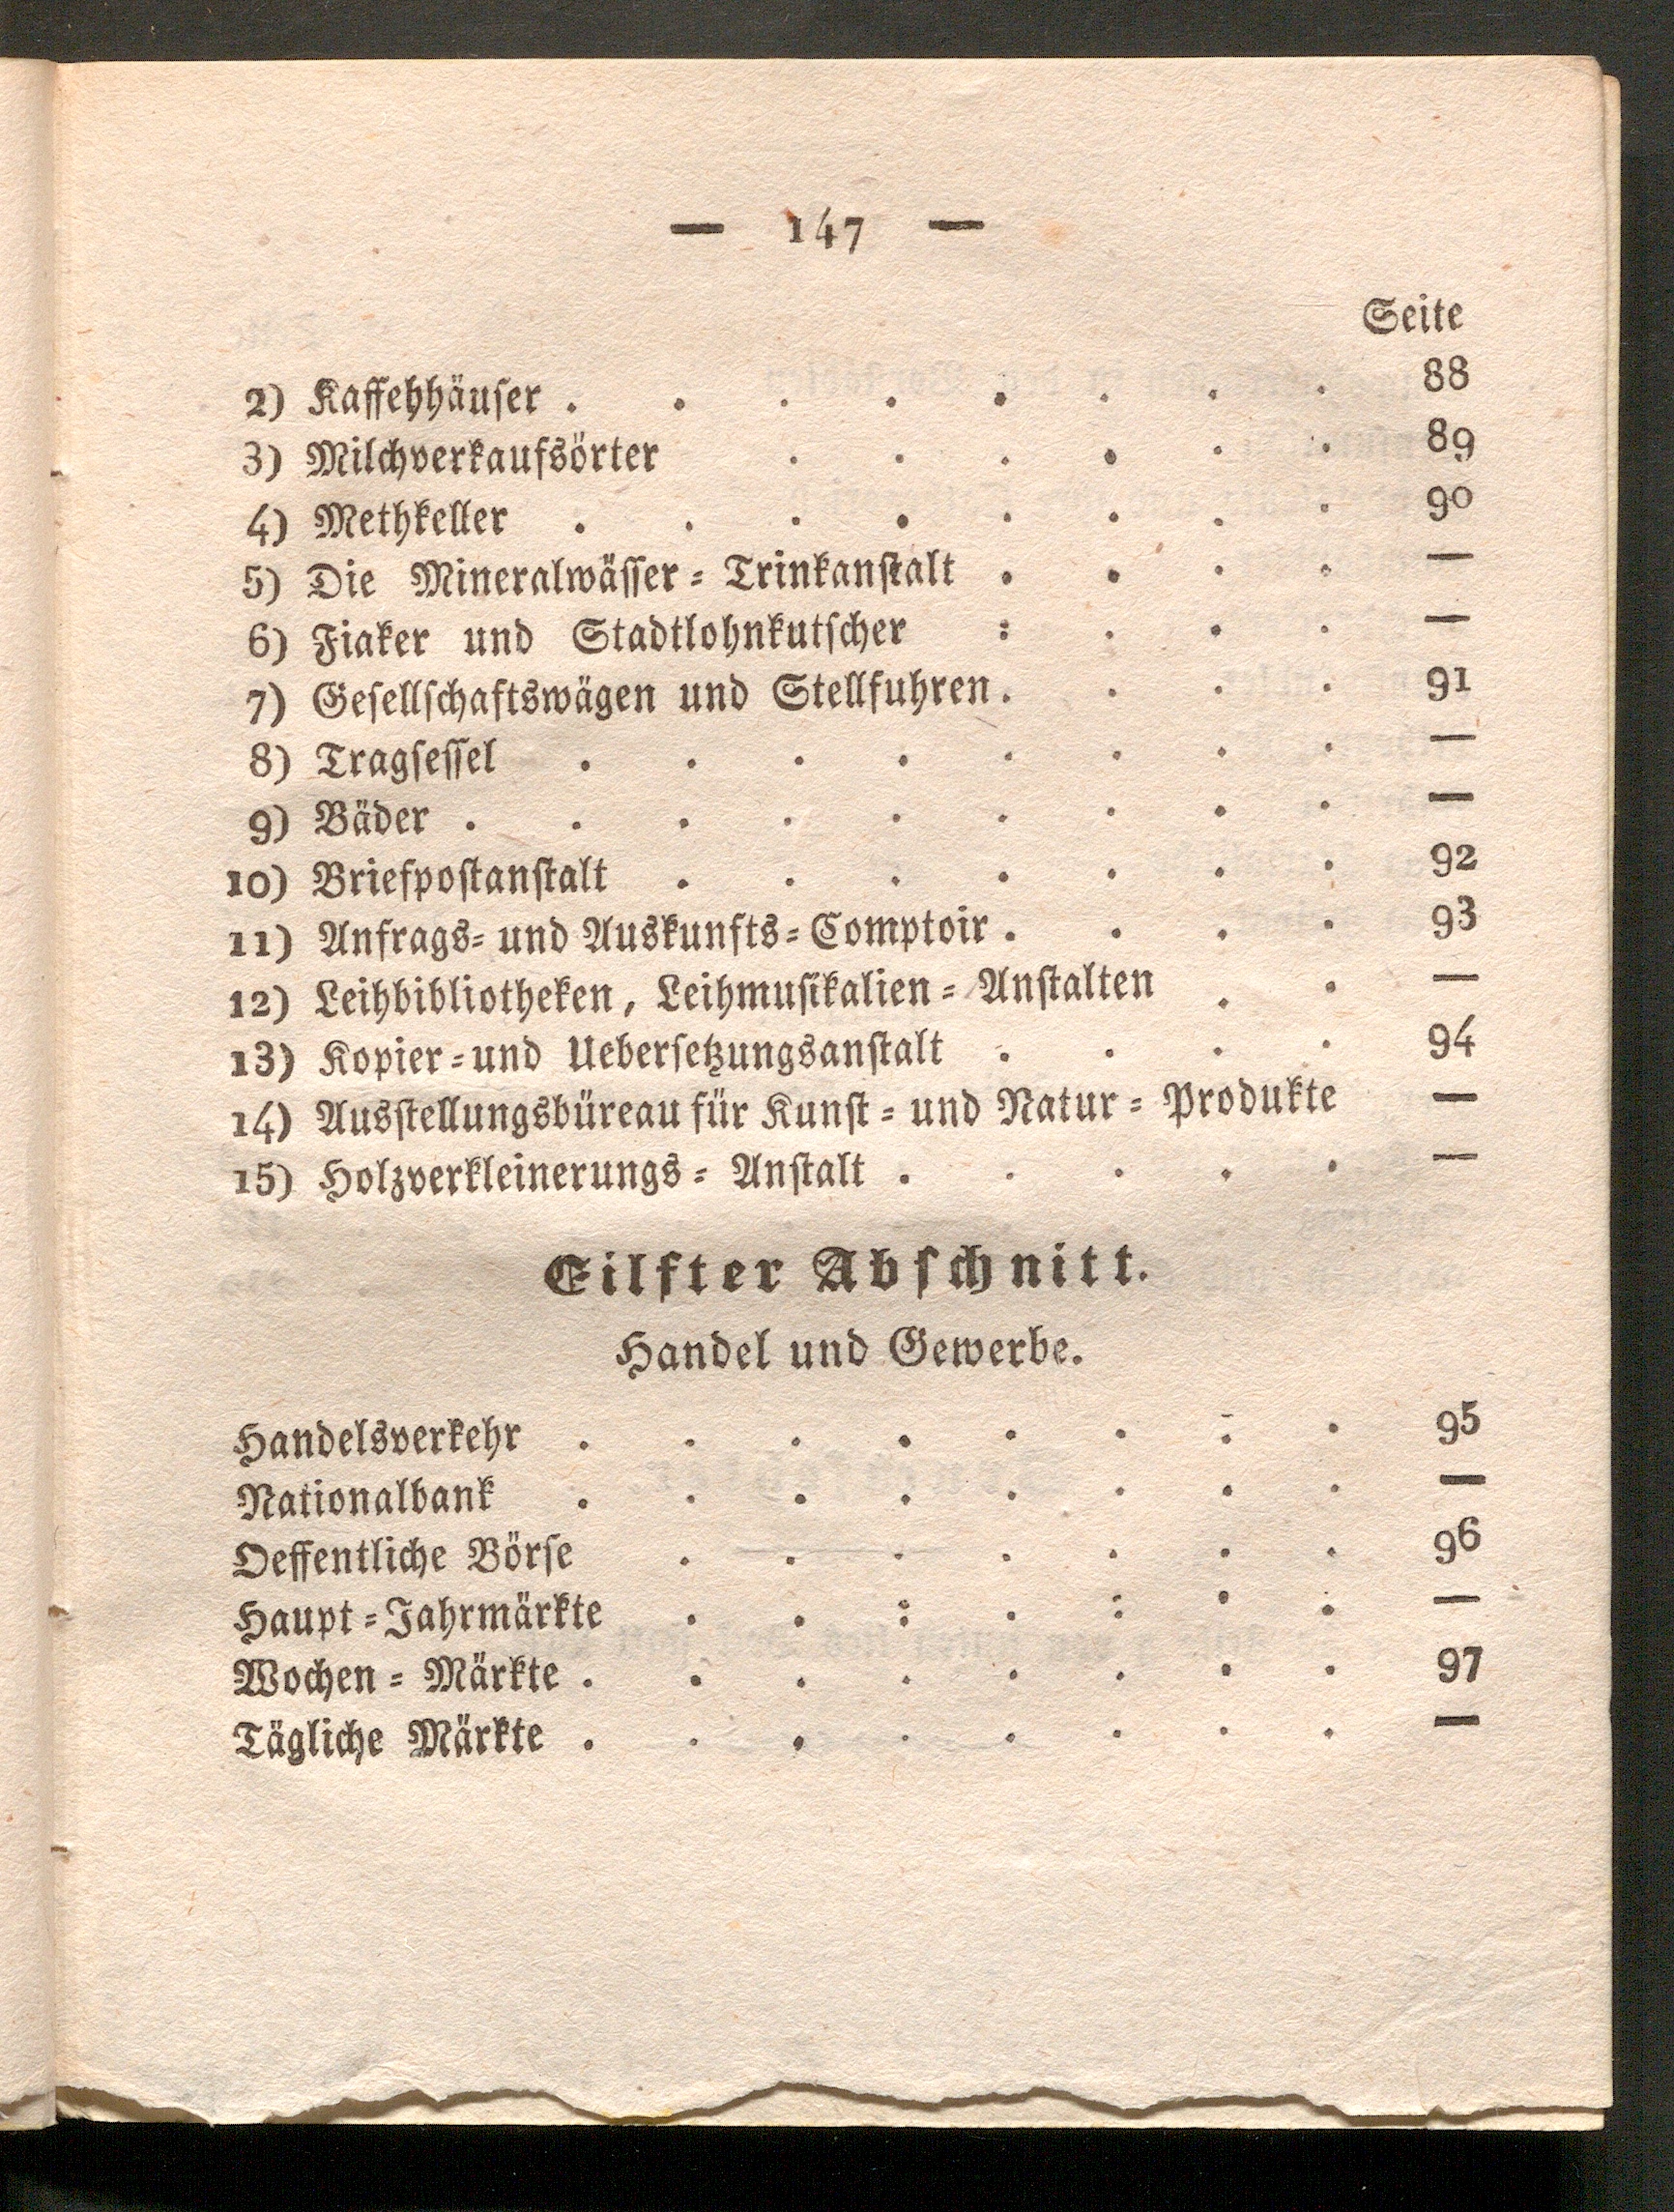 — 147 —
Seite
2) Kaffehhäuser . . . . . . . . 88
3) Milchverkaufsörter . . . . . . 89
4) Methkeller . . . . . . . . 90
5) Die Mineralwässer-Trinkanstalt . . . . —
6) Fiaker und Stadtlohnkutscher : . . . —
7) Gesellschaftswägen und Stellfuhren . . . . 91
8) Tragsessel . . . . . . . . —
9) Bäder . . . . . . . . . —
10) Briefpostanstalt . . . . . . . 92
11) Anfrags- und Auskunfts-Comptoir . . . . 93
12) Leihbibliotheken, Leihmusikalien-Anstalten . . —
13) Kopier- und Uebersetzungsanstalt . . . . 94
14) Ausstellungsbüreau für Kunst- und Natur-Produkte —
15) Holzverkleinerungs-Anstalt . . . . . —
Eilfter Abschnitt.
Handel und Gewerbe.
Handelsverkehr . . . . . . : . 95
Nationalbank . . . . . . . . —
Oeffentliche Börse . . . . . . . 96
Haupt-Jahrmärkte . . : . : . . —
Wochen-Märkte . . . . . . . . 97
Tägliche Märkte . . . . . . . . —